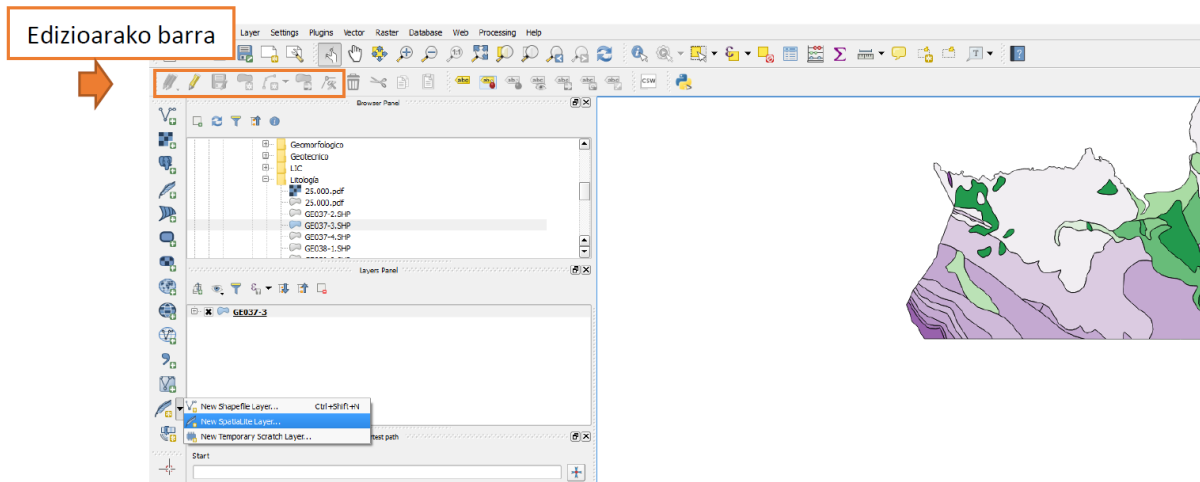 Edizioarako barra
Layer Settings Plugins Vector Raster Database Web Processing Help
abc
CSW
Browser Panel
Geomorfologico
Geotecnico
LIC
Litología
25.000.pdf
25.000.pdf
GE037-2.SHP
GE037-3.SHP
GE037-4.SHP
GE038-1.SHP
Layers Panel
GE037-3
New Shapefile Layer... Ctrl+Shift+N
New SpatiaLite Layer...
New Temporary Scratch Layer...
test path
Start